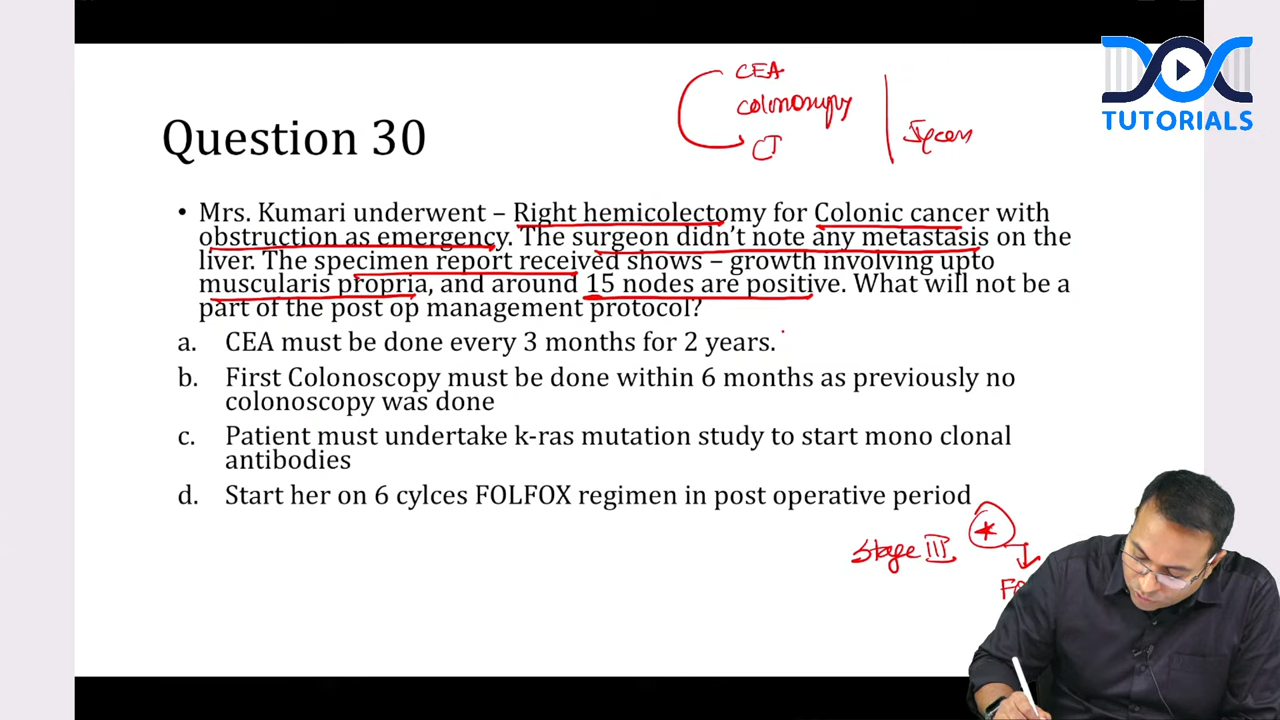 CEA
colonoscopy
CT
DOC
TUTORIALS
Question 30
• Mrs. Kumari underwent – Right hemicolectomy for Colonic cancer with
obstruction as emergency. The surgeon didn't note any metastasis on the
liver. The specimen report received shows – growth involving upto
muscularis propria, and around 15 nodes are positive. What will not be a
part of the post op management protocol?
a. CEA must be done every 3 months for 2 years.
b. First Colonoscopy must be done within 6 months as previously no
colonoscopy was done
c. Patient must undertake k-ras mutation study to start mono clonal
antibodies
d. Start her on 6 cylces FOLFOX regimen in post operative period
Stage III